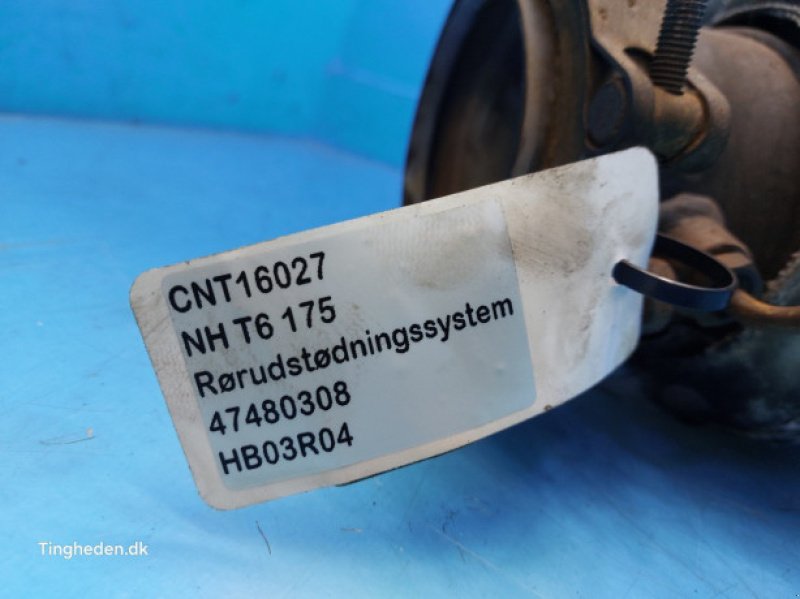 CNT16027
NH T6 175
Rørudstødningssystem
47480308
HB03R04
Tingheden.dk